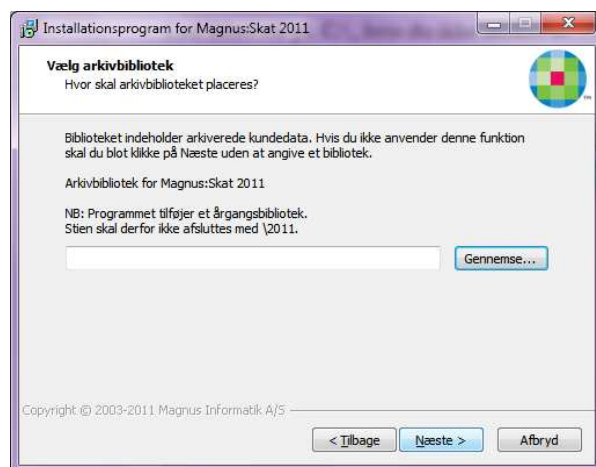 Installationsprogram for Magnus:Skat 2011
Vælg arkivbibliotek
Hvor skal arkivbiblioteket placeres?
Biblioteket indeholder arkiverede kundedata. Hvis du ikke anvender denne funktion
skal du blot klikke på Næste uden at angive et bibliotek.
Arkivbibliotek for Magnus:Skat 2011
NB: Programmet tilføjer et årgangsbibliotek.
Stien skal derfor ikke afsluttes med \2011.
Gennemse...
Copyright © 2003-2011 Magnus Informatik A/S
< Tilbage
Næste >
Afbryd